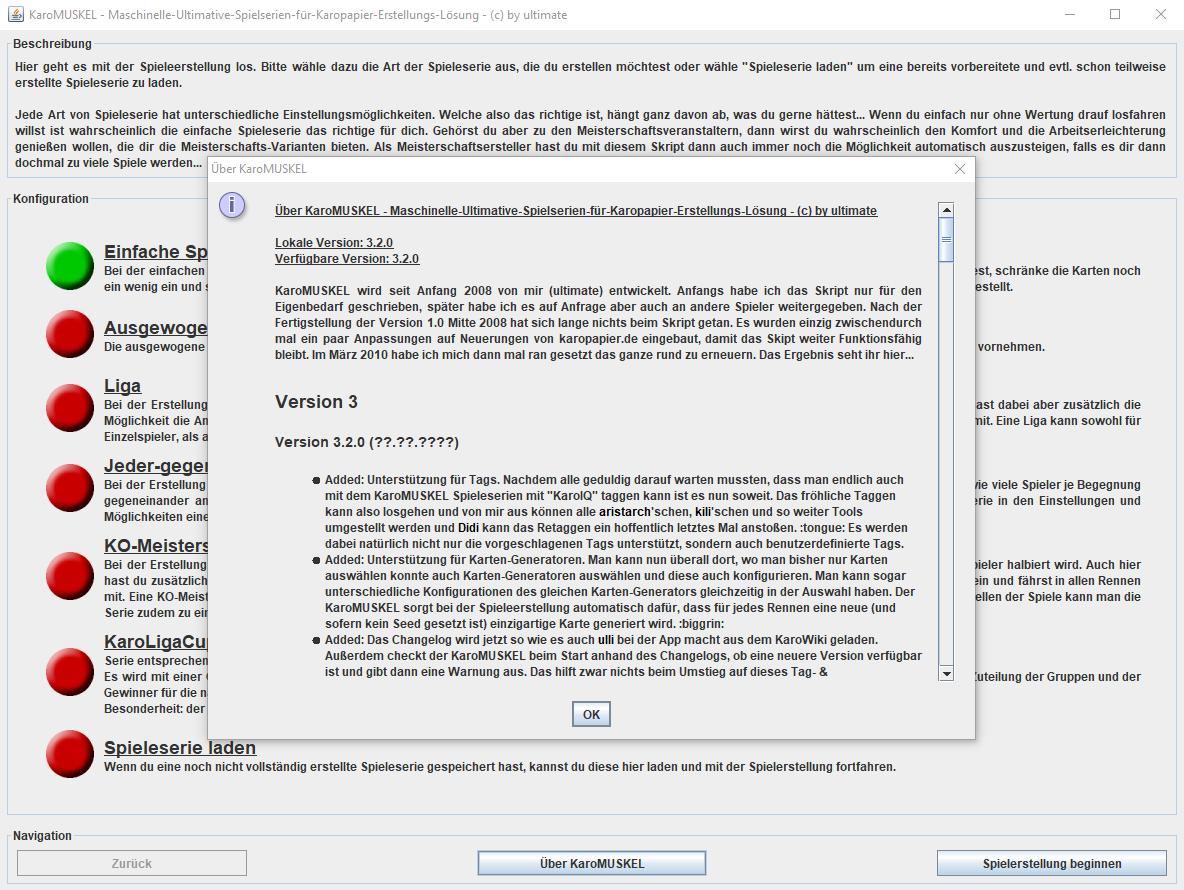 KaroMUSKEL - Maschinelle-Ultimative-Spielserien-für-Karopapier-Erstellungs-Lösung - (c) by ultimate
Beschreibung
Hier geht es mit der Spieleerstellung los. Bitte wähle dazu die Art der Spieleserie aus, die du erstellen möchtest oder wähle "Spieleserie laden" um eine bereits vorbereitete und evtl. schon teilweise
erstellte Spieleserie zu laden.
Jede Art von Spieleserie hat unterschiedliche Einstellungsmöglichkeiten. Welche also das richtige ist, hängt ganz davon ab, was du gerne hättest... Wenn du einfach nur ohne Wertung drauf losfahren
willst ist wahrscheinlich die einfache Spieleserie das richtige für dich. Gehörst du aber zu den Meisterschaftsveranstaltern, dann wirst du wahrscheinlich den Komfort und die Arbeitserleichterung
genießen wollen, die dir die Meisterschafts-Varianten bieten. Als Meisterschaftsersteller hast du mit diesem Skript dann auch immer noch die Möglichkeit automatisch auszusteigen, falls es dir dann
dochmal zu viele Spiele werden...
Über KaroMUSKEL
Konfiguration
Über KaroMUSKEL - Maschinelle-Ultimative-Spielserien-für-Karopapier-Erstellungs-Lösung - (c) by ultimate
Lokale Version: 3.2.0
Verfügbare Version: 3.2.0
KaroMUSKEL wird seit Anfang 2008 von mir (ultimate) entwickelt. Anfangs habe ich das Skript nur für den
Eigenbedarf geschrieben, später habe ich es auf Anfrage aber auch an andere Spieler weitergegeben. Nach der
Fertigstellung der Version 1.0 Mitte 2008 hat sich lange nichts beim Skript getan. Es wurden einzig zwischendurch
mal ein paar Anpassungen auf Neuerungen von karopapier.de eingebaut, damit das Skipt weiter Funktionsfähig
bleibt. Im März 2010 habe ich mich dann mal ran gesetzt das ganze rund zu erneuern. Das Ergebnis seht ihr hier...
Version 3
Version 3.2.0 (??.??.????)
Added: Unterstützung für Tags. Nachdem alle geduldig darauf warten mussten, dass man endlich auch
mit dem KaroMUSKEL Spieleserien mit "KaroIQ" taggen kann ist es nun soweit. Das fröhliche Taggen
kann also losgehen und von mir aus können alle aristarch'schen, kili'schen und so weiter Tools
umgestellt werden und Didi kann das Retaggen ein hoffentlich letztes Mal anstoßen. :tongue: Es werden
dabei natürlich nicht nur die vorgeschlagenen Tags unterstützt, sondern auch benutzerdefinierte Tags.
Added: Unterstützung für Karten-Generatoren. Man kann nun überall dort, wo man bisher nur Karten
auswählen konnte auch Karten-Generatoren auswählen und diese auch konfigurieren. Man kann sogar
unterschiedliche Konfigurationen des gleichen Karten-Generators gleichzeitig in der Auswahl haben. Der
KaroMUSKEL sorgt bei der Spieleerstellung automatisch dafür, dass für jedes Rennen eine neue (und
sofern kein Seed gesetzt ist) einzigartige Karte generiert wird. :biggrin:
Added: Das Changelog wird jetzt so wie es auch ulli bei der App macht aus dem KaroWiki geladen.
Außerdem checkt der KaroMUSKEL beim Start anhand des Changelogs, ob eine neuere Version verfügbar
ist und gibt dann eine Warnung aus. Das hilft zwar nichts beim Umstieg auf dieses Tag- &
OK
Einfache Sp
Bei der einfachen est, schränke die Karten noch
ein wenig ein und s gestellt.
Ausgewoge
Die ausgewogene vornehmen.
Liga
Bei der Erstellung ast dabei aber zusätzlich die
Möglichkeit die An mit. Eine Liga kann sowohl für
Einzelspieler, als a
Jeder-geger
Bei der Erstellung vie viele Spieler je Begegnung
gegeneinander an erie in den Einstellungen und
Möglichkeiten eine
KO-Meisters
Bei der Erstellung pieler halbiert wird. Auch hier
hast du zusätzlich ein und fährst in allen Rennen
mit. Eine KO-Meist ellen der Spiele kann man die
Serie zudem zu ein
KaroLigaCu
Serie entsprechen
Es wird mit einer Zuteilung der Gruppen und der
Gewinner für die n
Besonderheit: der
Spieleserie laden
Wenn du eine noch nicht vollständig erstellte Spieleserie gespeichert hast, kannst du diese hier laden und mit der Spielerstellung fortfahren.
Navigation
Zurück
Über KaroMUSKEL
Spielerstellung beginnen